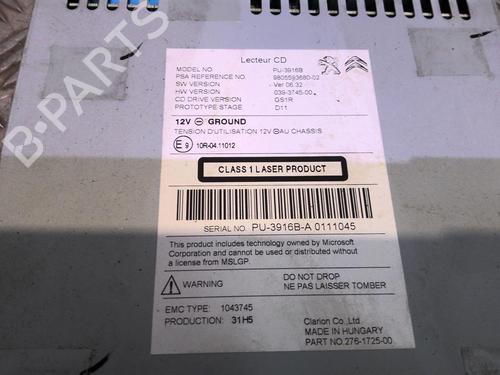 Lecteur CD
MODEL NO. PU-3916B
PSA REFERENCE NO. 9805593680-02
SW VERSION - Ver 06.32
HW VERSION 039-3745-00
CD DRIVE VERSION GS1R
PROTOTYPE STAGE D11
12V ⊖ GROUND
TENSION D'UTILISATION 12V ⊖AU CHASSIS
E 9 10R-04.11012
CLASS 1 LASER PRODUCT
SERIAL NO. PU-3916B-A 0111045
This product includes technology owned by Microsoft
Corporation and cannot be used or distributed without
a license from MSLGP.
WARNING
DO NOT DROP
NE PAS LAISSER TOMBER
EMC TYPE: 1043745
PRODUCTION: 31H5
Clarion Co.,Ltd
MADE IN HUNGARY
PART NO.276-1725-00
B-PARTS